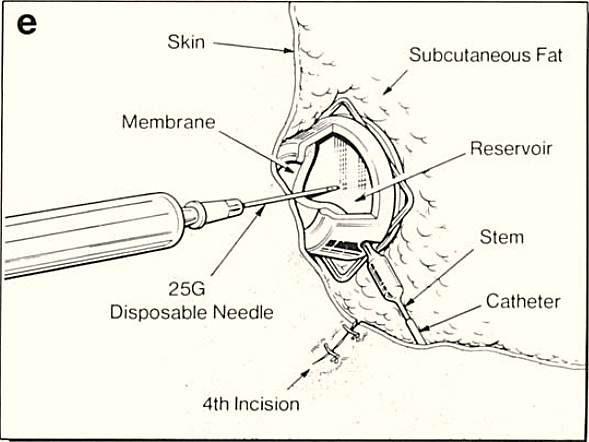 e
Skin
Subcutaneous Fat
Membrane
Reservoir
Stem
25G
Disposable Needle
Catheter
4th Incision